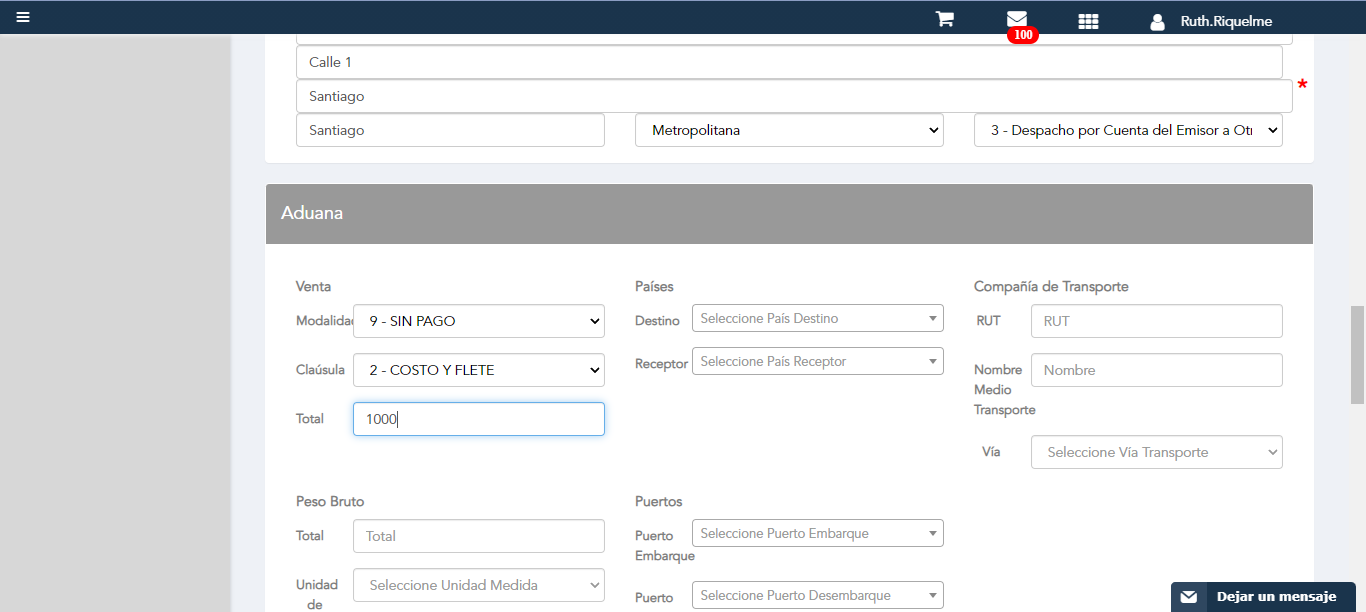 Ruth.Riquelme
100
Calle 1
Santiago
*
Santiago
Metropolitana
3 - Despacho por Cuenta del Emisor a Otr
Aduana
Venta
Países
Compañía de Transporte
Modalidad
9 - SIN PAGO
Destino
Seleccione País Destino
RUT
RUT
Claúsula
2 - COSTO Y FLETE
Receptor
Seleccione País Receptor
Nombre
Medio
Transporte
Nombre
Total
1000
Vía
Seleccione Vía Transporte
Peso Bruto
Puertos
Total
Total
Puerto
Embarque
Seleccione Puerto Embarque
Unidad
de
Seleccione Unidad Medida
Puerto
Seleccione Puerto Desembarque
Dejar un mensaje